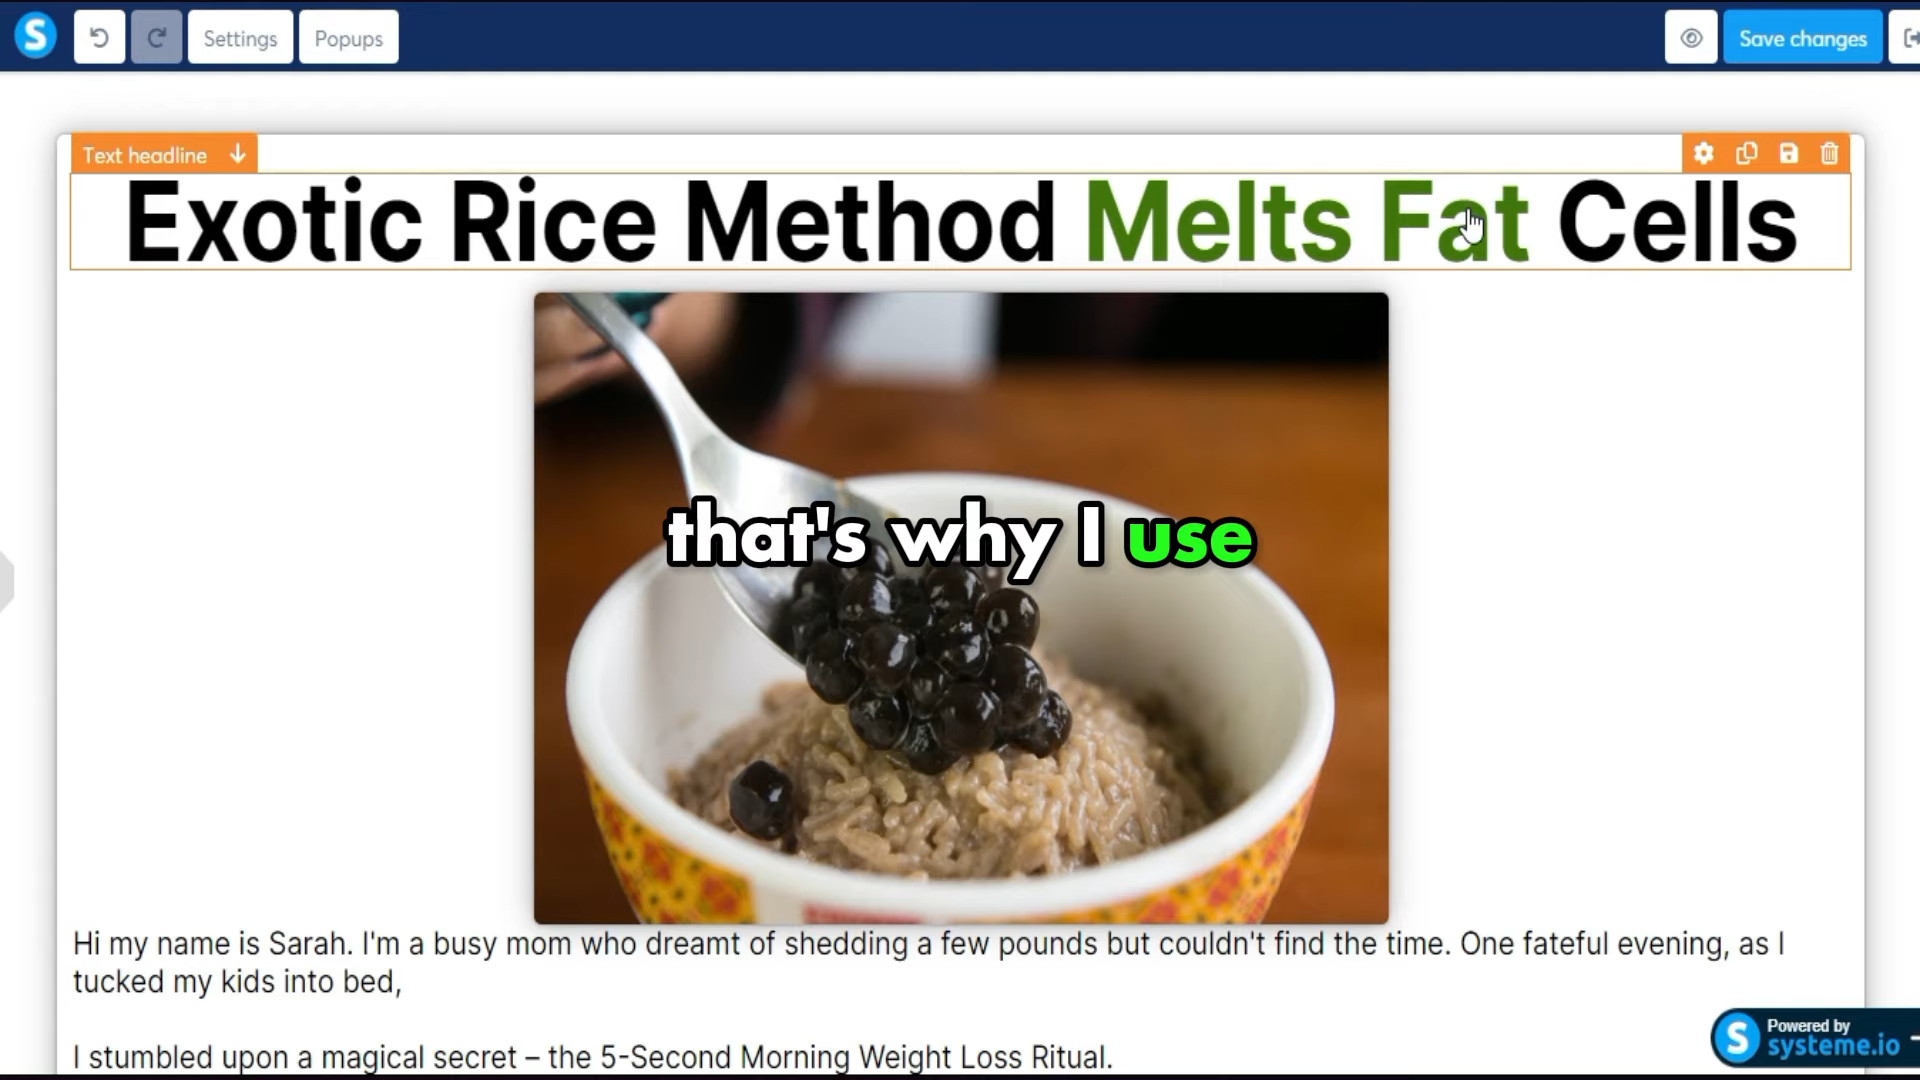 S
Settings
Popups
Save changes
Text headline
Exotic Rice Method Melts Fat Cells
that's why I use
Hi my name is Sarah. I'm a busy mom who dreamt of shedding a few pounds but couldn't find the time. One fateful evening, as I
tucked my kids into bed,
I stumbled upon a magical secret – the 5-Second Morning Weight Loss Ritual.
S
Powered by
systeme.io